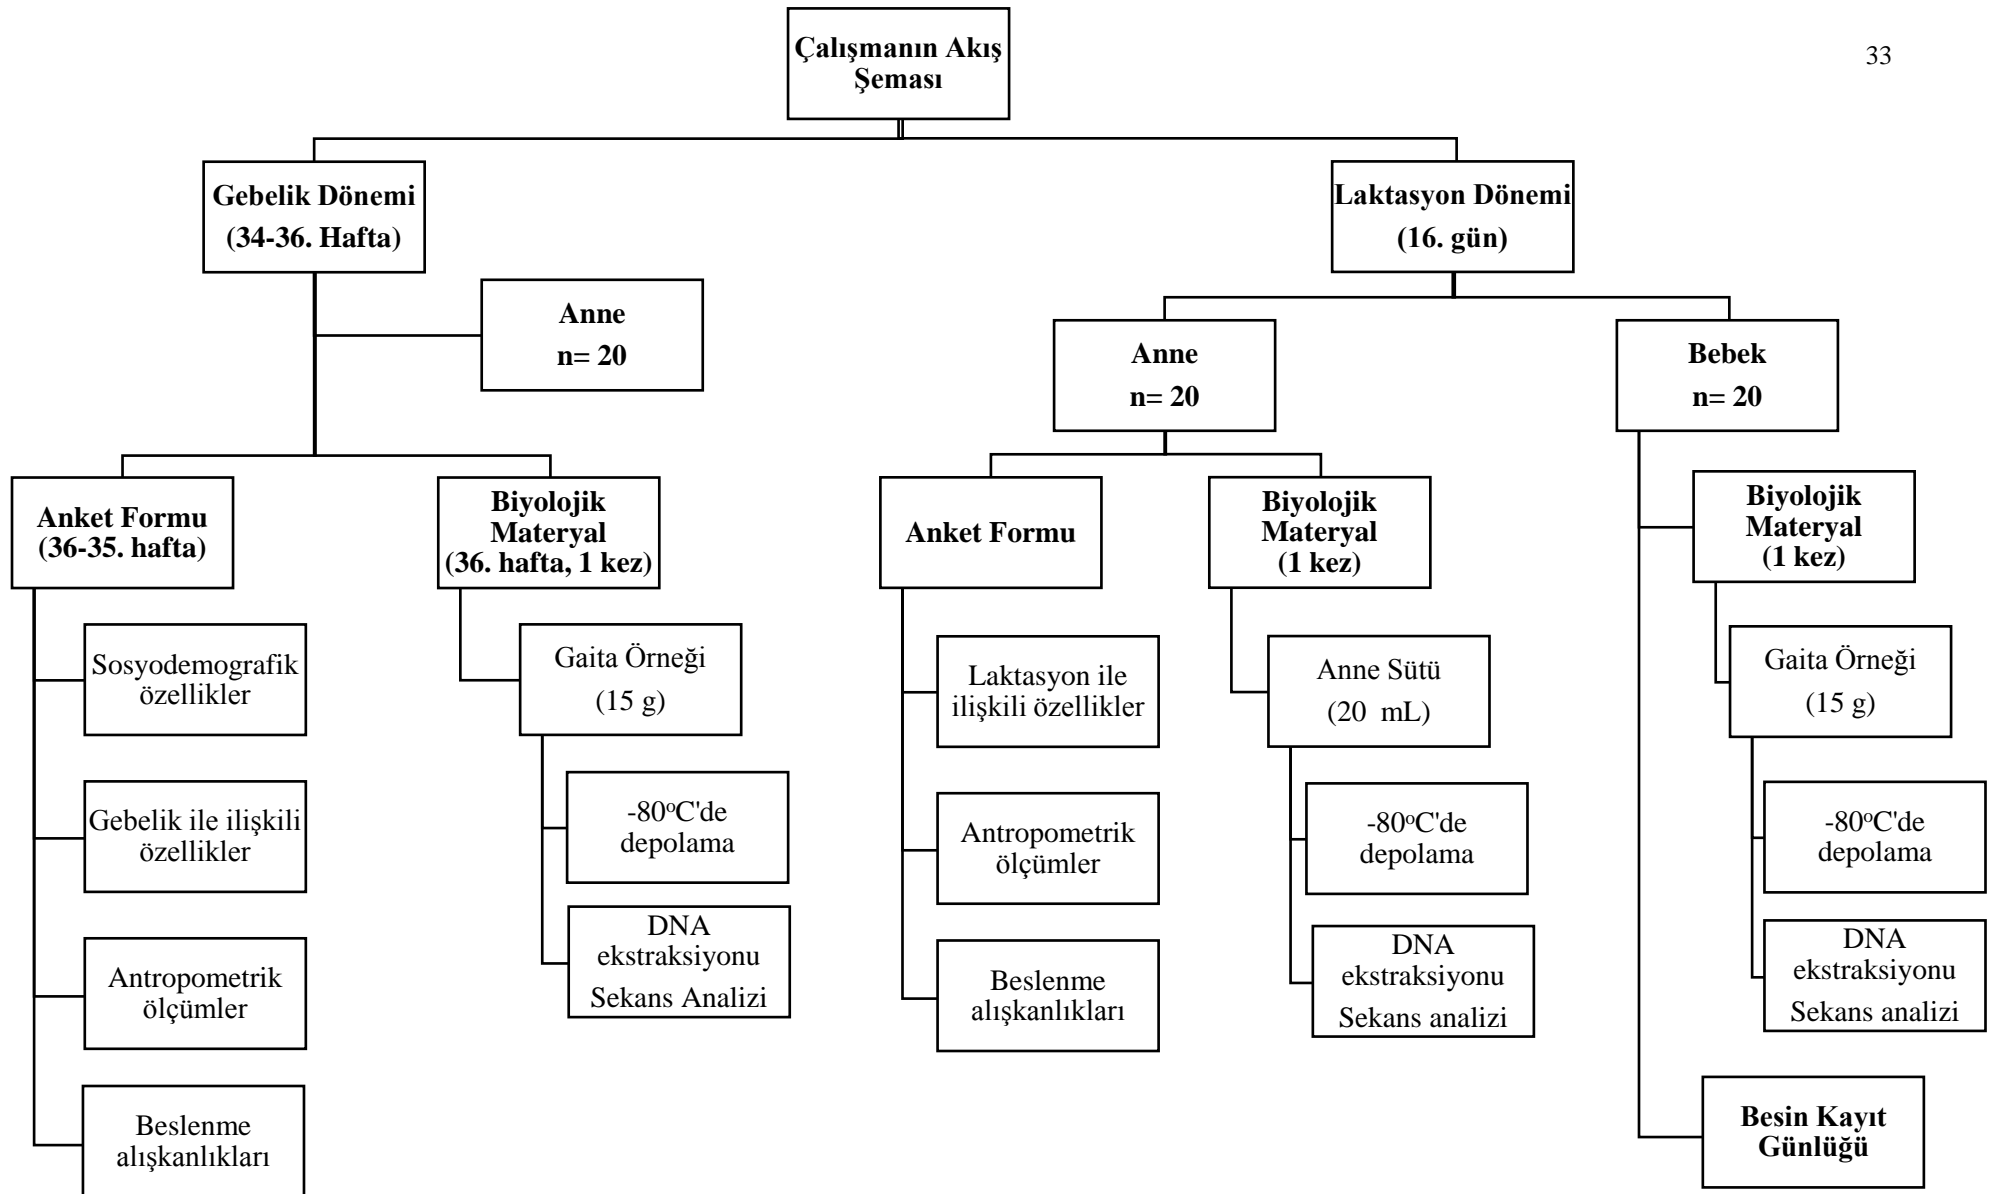 33
Çalışmanın Akış
Şeması
Gebelik Dönemi
(34-36. Hafta)
Anne
n= 20
Anket Formu
(36-35. hafta)
Sosyodemografik
özellikler
Gebelik ile ilişkili
özellikler
Antropometrik
ölçümler
Beslenme
alışkanlıkları
Biyolojik
Materyal
(36. hafta, 1 kez)
Gaita Örneği
(15 g)
-80°C'de
depolama
DNA
ekstraksiyonu
Sekans Analizi
Laktasyon Dönemi
(16. gün)
Anne
n= 20
Anket Formu
Laktasyon ile
ilişkili özellikler
Antropometrik
ölçümler
Beslenme
alışkanlıkları
Biyolojik
Materyal
(1 kez)
Anne Sütü
(20 mL)
-80°C'de
depolama
DNA
ekstraksiyonu
Sekans analizi
Bebek
n= 20
Biyolojik
Materyal
(1 kez)
Gaita Örneği
(15 g)
-80°C'de
depolama
DNA
ekstraksiyonu
Sekans analizi
Besin Kayıt
Günlüğü